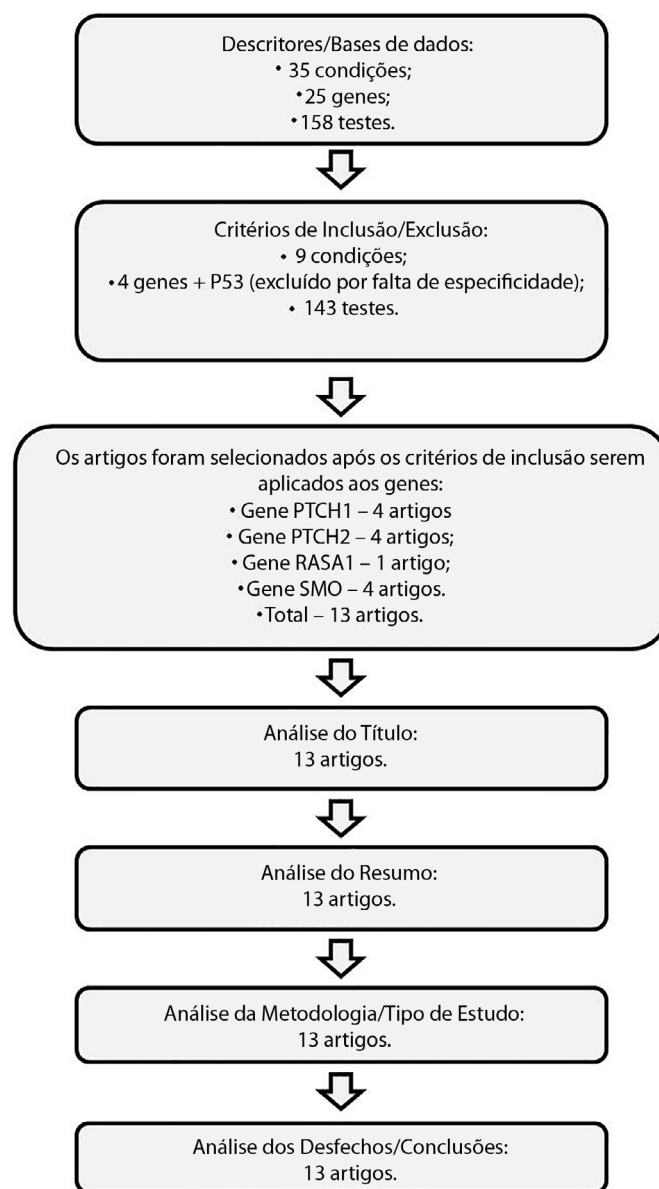 Descritores/Bases de dados:
• 35 condições;
• 25 genes;
• 158 testes.
Critérios de Inclusão/Exclusão:
• 9 condições;
• 4 genes + P53 (excluído por falta de especificidade);
• 143 testes.
Os artigos foram selecionados após os critérios de inclusão serem
aplicados aos genes:
• Gene PTCH1 – 4 artigos
• Gene PTCH2 – 4 artigos;
• Gene RASA1 – 1 artigo;
• Gene SMO – 4 artigos.
• Total – 13 artigos.
Análise do Título:
13 artigos.
Análise do Resumo:
13 artigos.
Análise da Metodologia/Tipo de Estudo:
13 artigos.
Análise dos Desfechos/Conclusões:
13 artigos.